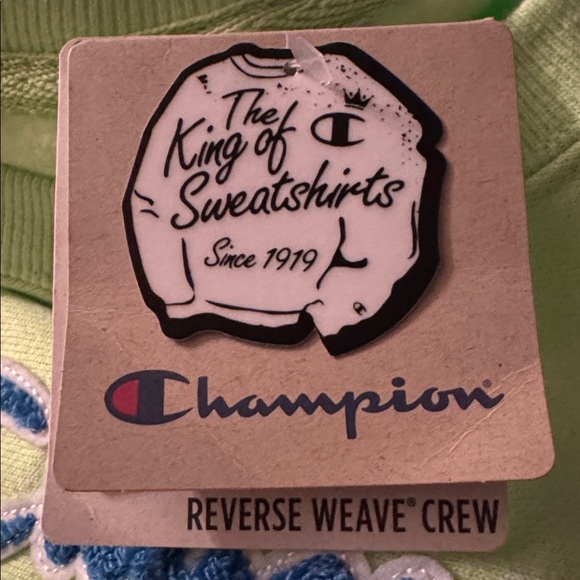 The
King of
Sweatshirts
Since 1919
Champion®
REVERSE WEAVE® CREW